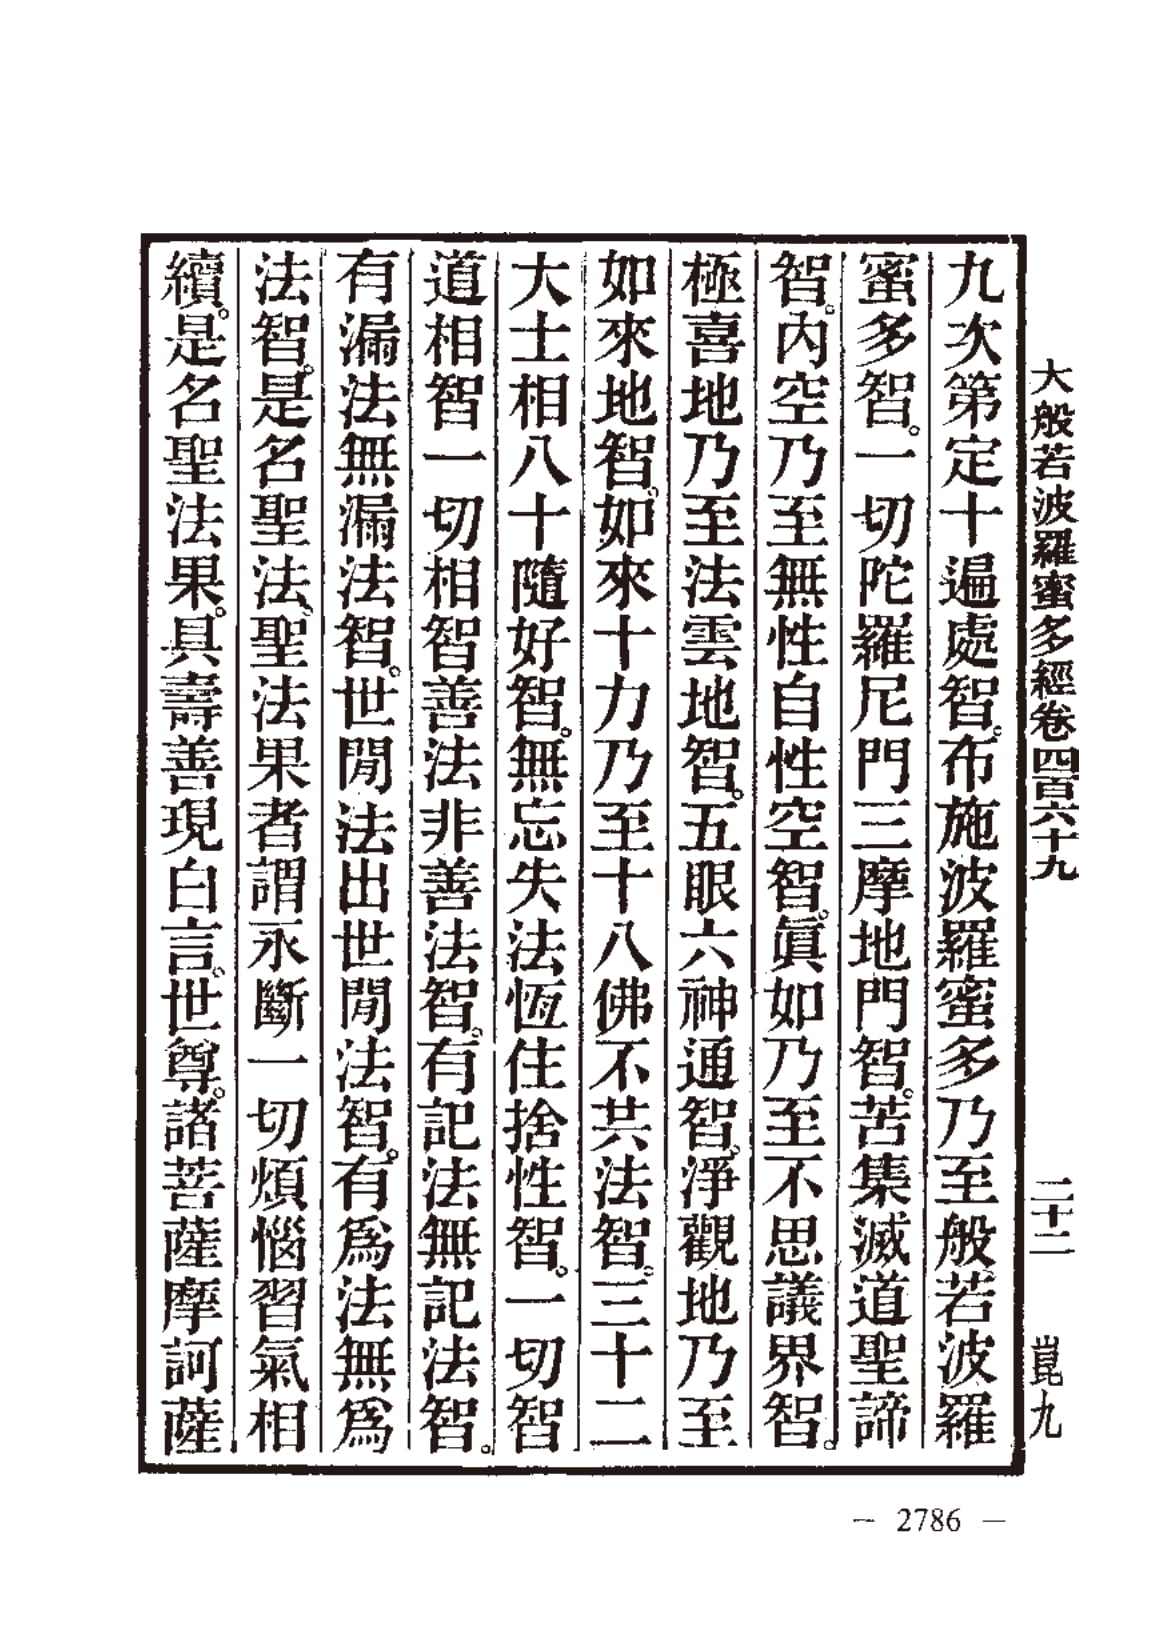 大般若波羅蜜多經卷四百六十九　二十二　崑九
九次第定十遍處智。布施波羅蜜多乃至般若波羅
蜜多智。一切陀羅尼門三摩地門智。苦集滅道聖諦
智。內空乃至無性自性空智。眞如乃至不思議界智。
極喜地乃至法雲地智。五眼六神通智。淨觀地乃至
如來地智。如來十力乃至十八佛不共法智。三十二
大士相八十隨好智。無忘失法恆住捨性智。一切智
道相智一切相智善法非善法智。有記法無記法智。
有漏法無漏法智。世閒法出世閒法智。有爲法無爲
法智。是名聖法、聖法果者謂永斷一切煩惱習氣相
續。是名聖法果。具壽善現白言。世尊。諸菩薩摩訶薩
— 2786 —